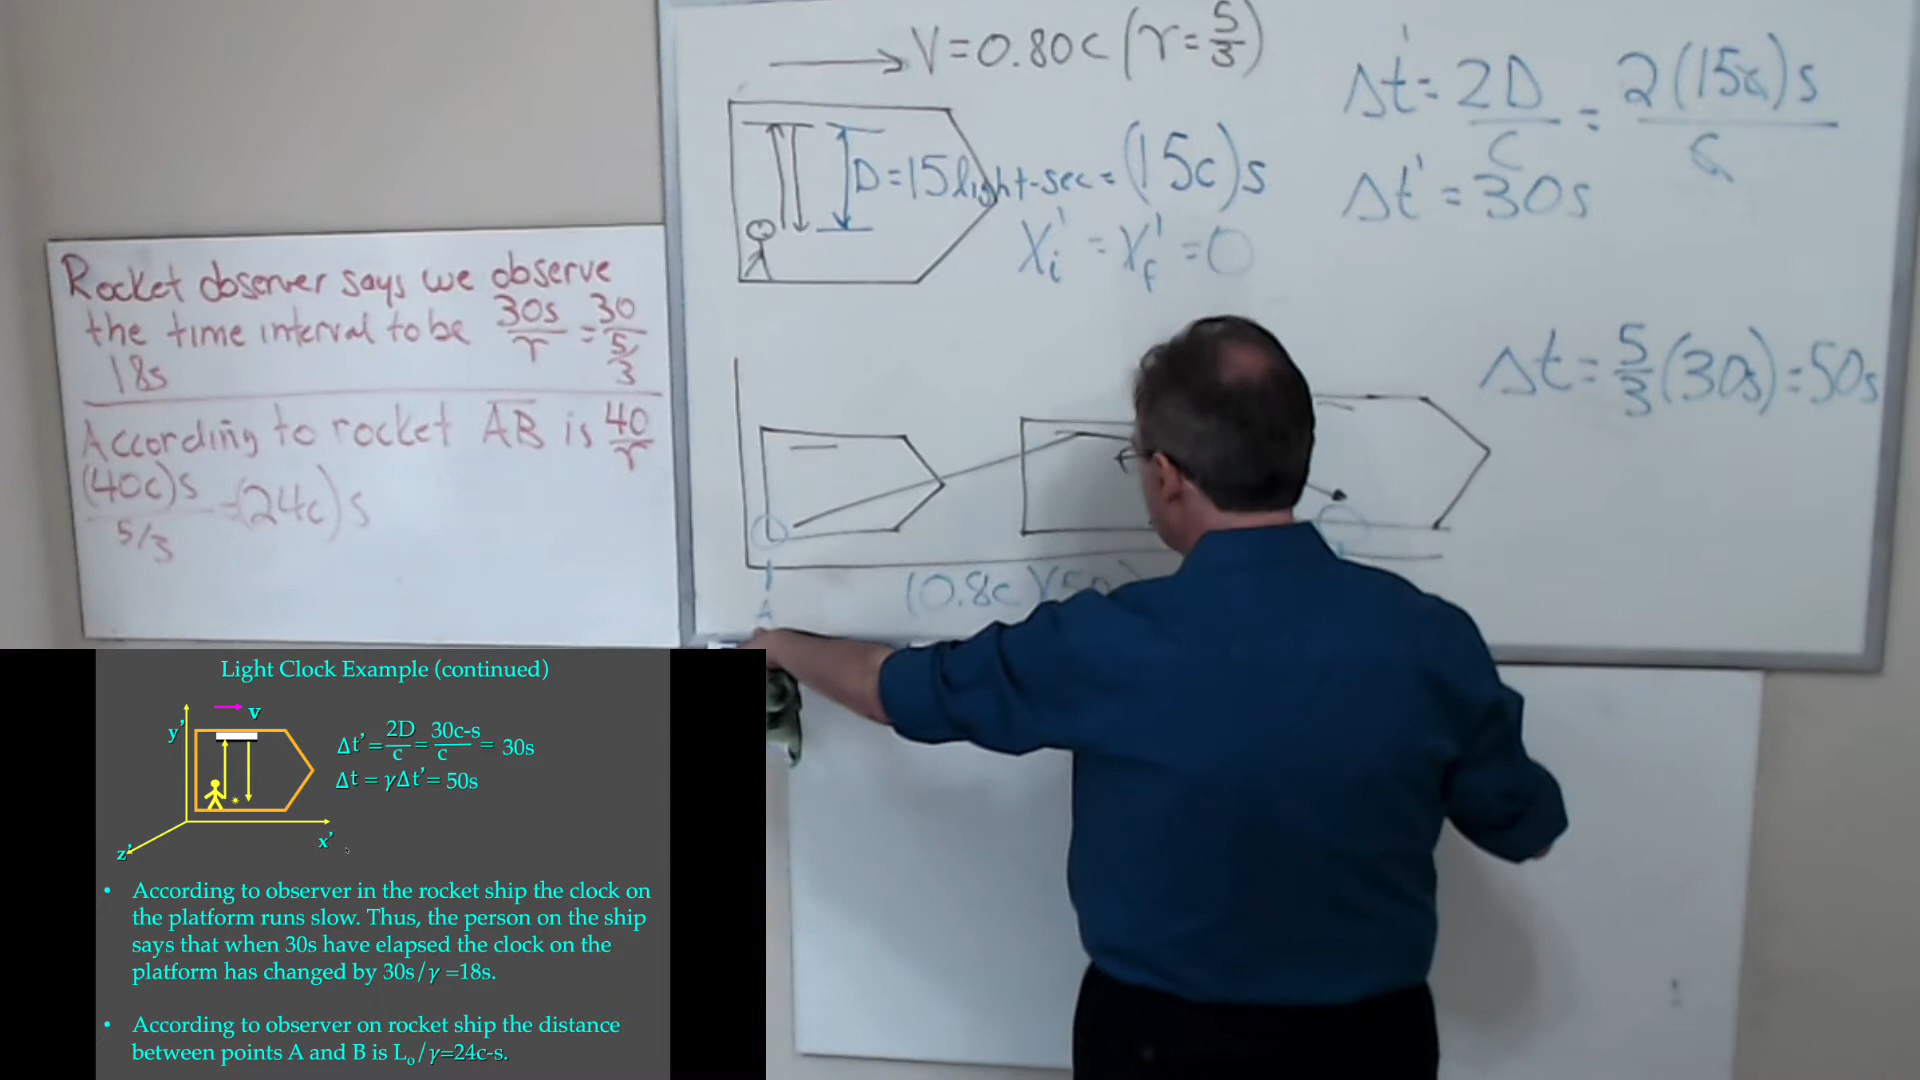 V=0.80c (γ=5/3)
D=15 light-sec=(15c)s
Xi'=Xf'=0
Δt'=2D/c=2(15c)s/c
Δt'=30s
Δt=5/3(30s)=50s
A
Rocket observer says we observe
the time interval to be 30s/γ=30/5/3
18s
According to rocket AB is 40/γ
(40c)s/5/3=(24c)s
Light Clock Example (continued)
v
y'
x'
z'
Δt'=2D/c=30c-s/c=30s
Δt=γΔt'=50s
• According to observer in the rocket ship the clock on
the platform runs slow. Thus, the person on the ship
says that when 30s have elapsed the clock on the
platform has changed by 30s/γ =18s.
• According to observer on rocket ship the distance
between points A and B is Lo/γ=24c-s.